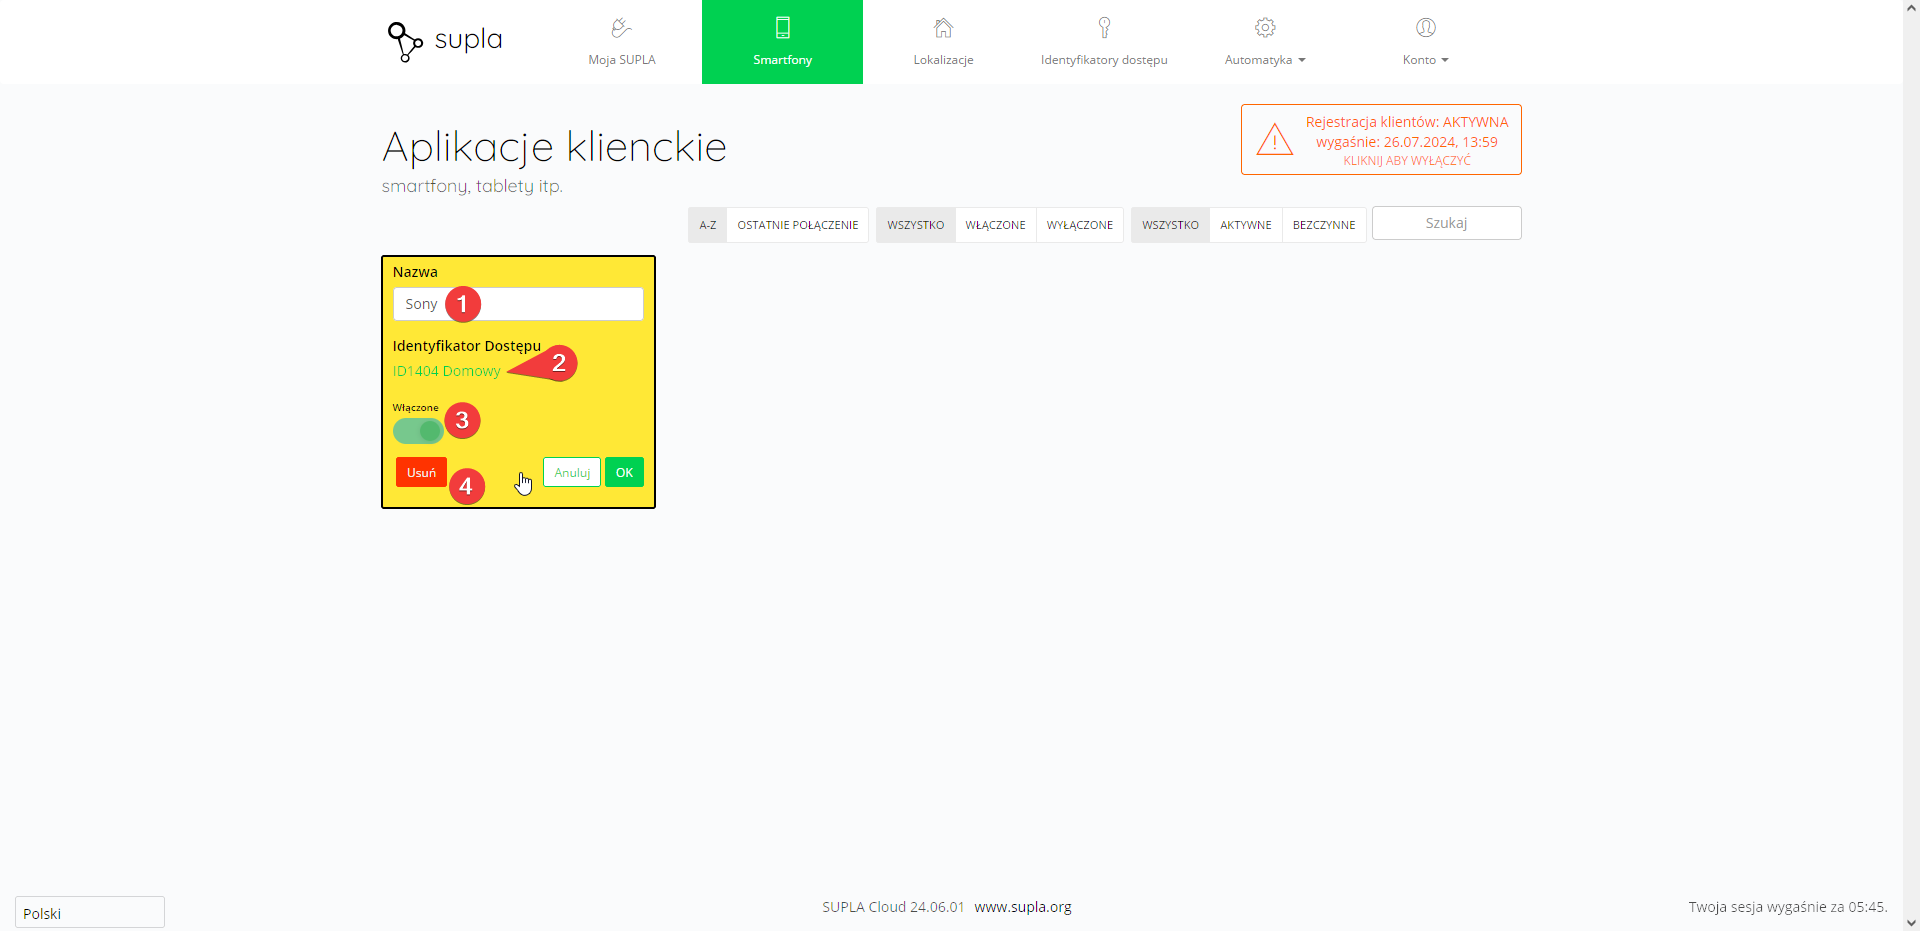 supla
Moja SUPLA
Smartfony
Lokalizacje
Identyfikatory dostępu
Automatyka
Konto
Aplikacje klienckie
smartfony, tablety itp.
Rejestracja klientów: AKTYWNA
wygaśnie: 26.07.2024, 13:59
KLIKNIJ ABY WYŁĄCZYĆ
A-Z OSTATNIE POŁĄCZENIE WSZYSTKO WŁĄCZONE WYŁĄCZONE WSZYSTKO AKTYWNE BEZCZYNNE Szukaj
Nazwa
Sony 1
Identyfikator Dostępu
2
ID1404 Domowy
Włączone
3
Usuń 4 Anuluj OK
Polski
SUPLA Cloud 24.06.01 www.supla.org
Twoja sesja wygaśnie za 05:45.